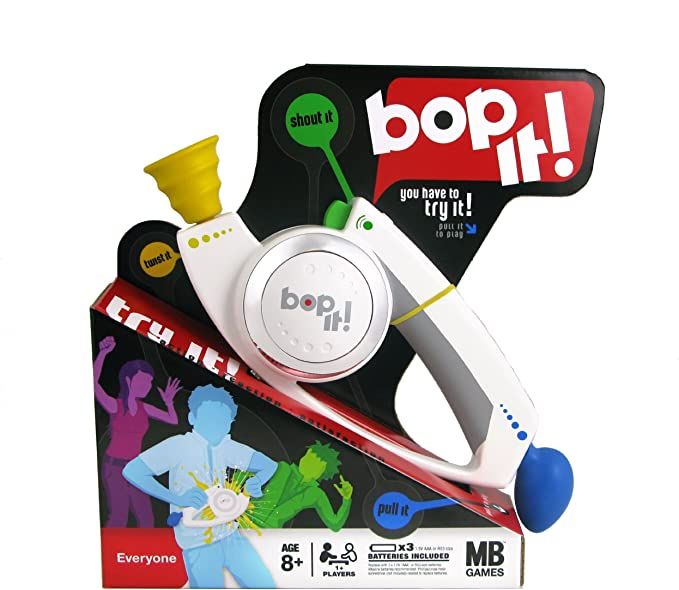 shout it
bop
it!
you have to
try it!
pull it
to play
twist it
bop
it!
try it!
pull it
Everyone
AGE
8+
1+
PLAYERS
x3
BATTERIES INCLUDED
MB
GAMES